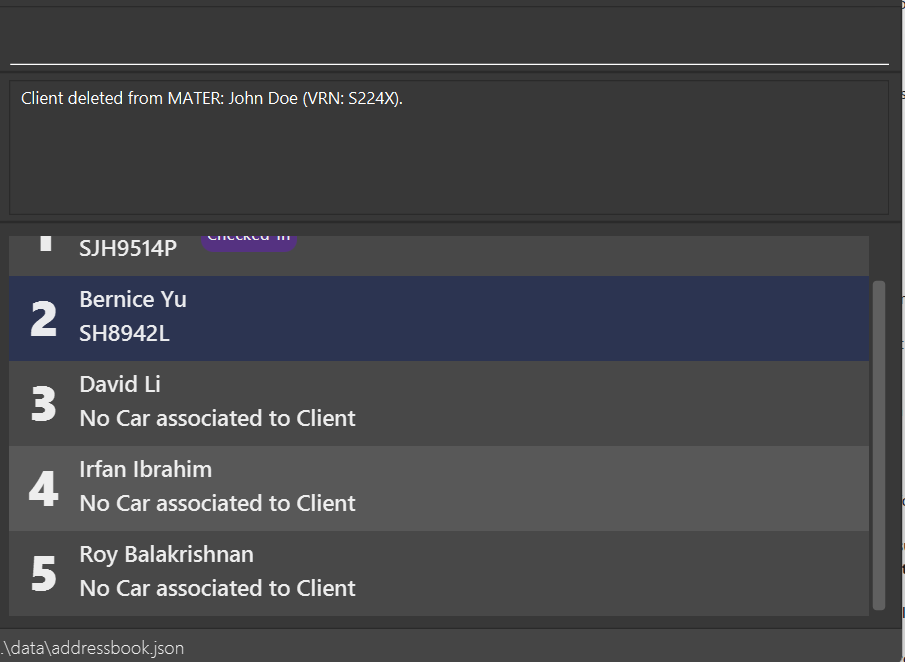 Client deleted from MATER: John Doe (VRN: S224X).
1
SJH9514P
Checked In
2
Bernice Yu
SH8942L
3
David Li
No Car associated to Client
4
Irfan Ibrahim
No Car associated to Client
5
Roy Balakrishnan
No Car associated to Client
.\data\addressbook.json